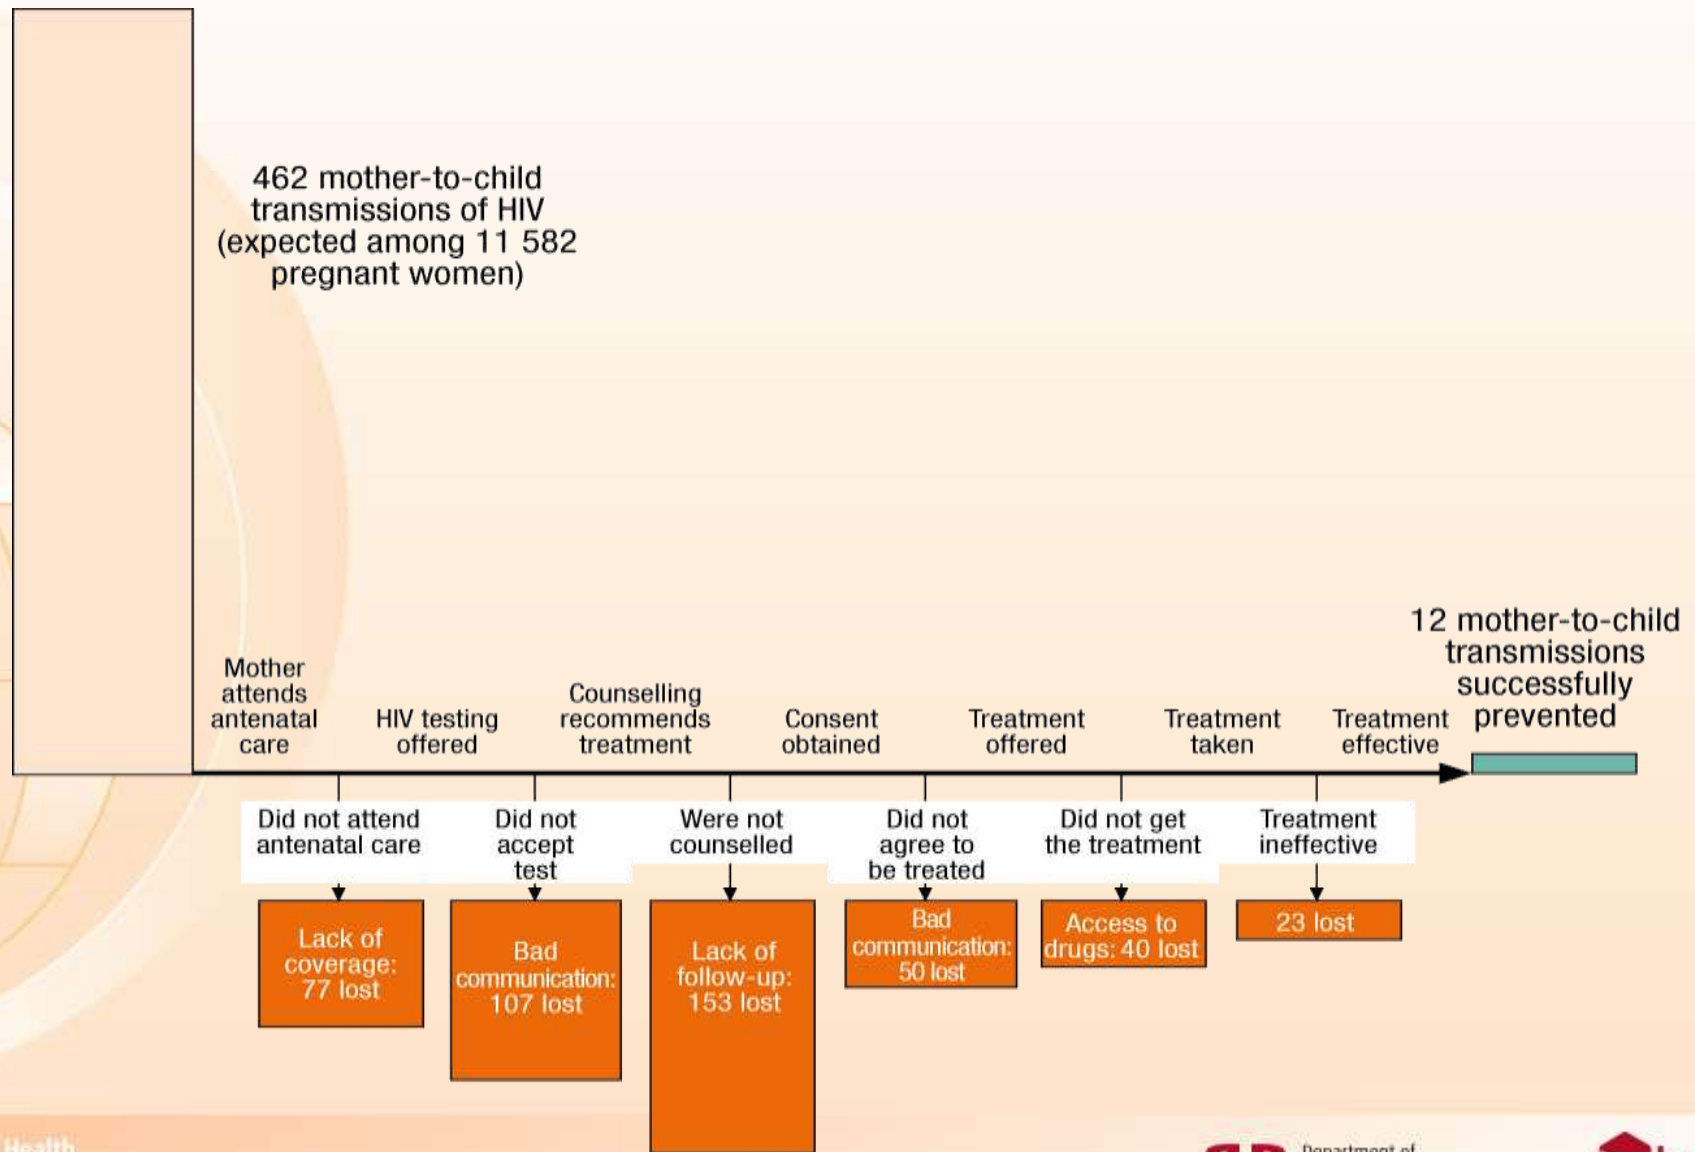 462 mother-to-child
transmissions of HIV
(expected among 11 582
pregnant women)
12 mother-to-child
transmissions
successfully
prevented
Mother
attends
antenatal
care
HIV testing
offered
Counselling
recommends
treatment
Consent
obtained
Treatment
offered
Treatment
taken
Treatment
effective
Did not attend
antenatal care
Did not
accept
test
Were not
counselled
Did not
agree to
be treated
Did not get
the treatment
Treatment
ineffective
Lack of
coverage:
77 lost
Bad
communication:
107 lost
Lack of
follow-up:
153 lost
Bad
communication:
50 lost
Access to
drugs: 40 lost
23 lost
Health
Department of